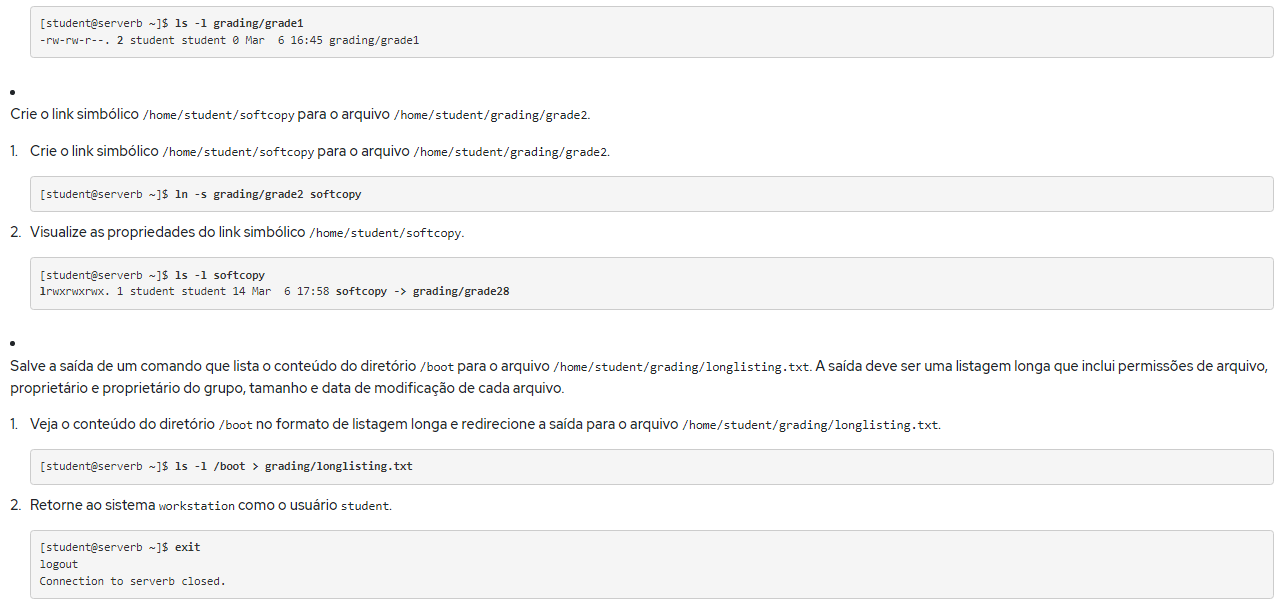 [student@serverb ~]$ ls -l grading/grade1
-rw-rw-r--. 2 student student 0 Mar  6 16:45 grading/grade1
•
Crie o link simbólico /home/student/softcopy para o arquivo /home/student/grading/grade2.
1. Crie o link simbólico /home/student/softcopy para o arquivo /home/student/grading/grade2.
[student@serverb ~]$ ln -s grading/grade2 softcopy
2. Visualize as propriedades do link simbólico /home/student/softcopy.
[student@serverb ~]$ ls -l softcopy
lrwxrwxrwx. 1 student student 14 Mar  6 17:58 softcopy -> grading/grade28
•
Salve a saída de um comando que lista o conteúdo do diretório /boot para o arquivo /home/student/grading/longlisting.txt. A saída deve ser uma listagem longa que inclui permissões de arquivo,
proprietário e proprietário do grupo, tamanho e data de modificação de cada arquivo.
1. Veja o conteúdo do diretório /boot no formato de listagem longa e redirecione a saída para o arquivo /home/student/grading/longlisting.txt.
[student@serverb ~]$ ls -l /boot > grading/longlisting.txt
2. Retorne ao sistema workstation como o usuário student.
[student@serverb ~]$ exit
logout
Connection to serverb closed.